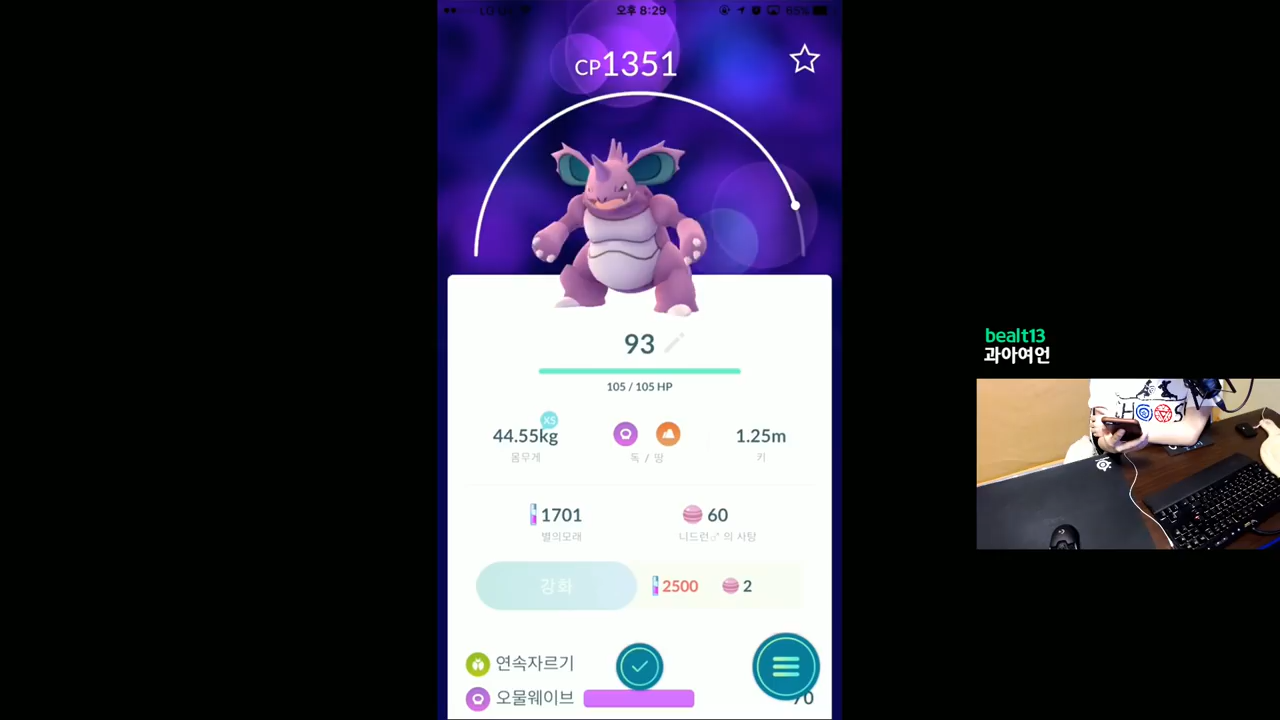 오후 8:29
65%
CP1351
93
105 / 105 HP
XS
44.55kg
1.25m
몸무게
독 / 땅
키
1701
60
별의모래
니드런♂ 의 사탕
강화
2500
2
연속자르기
오물웨이브
70
bealt13
과아여언